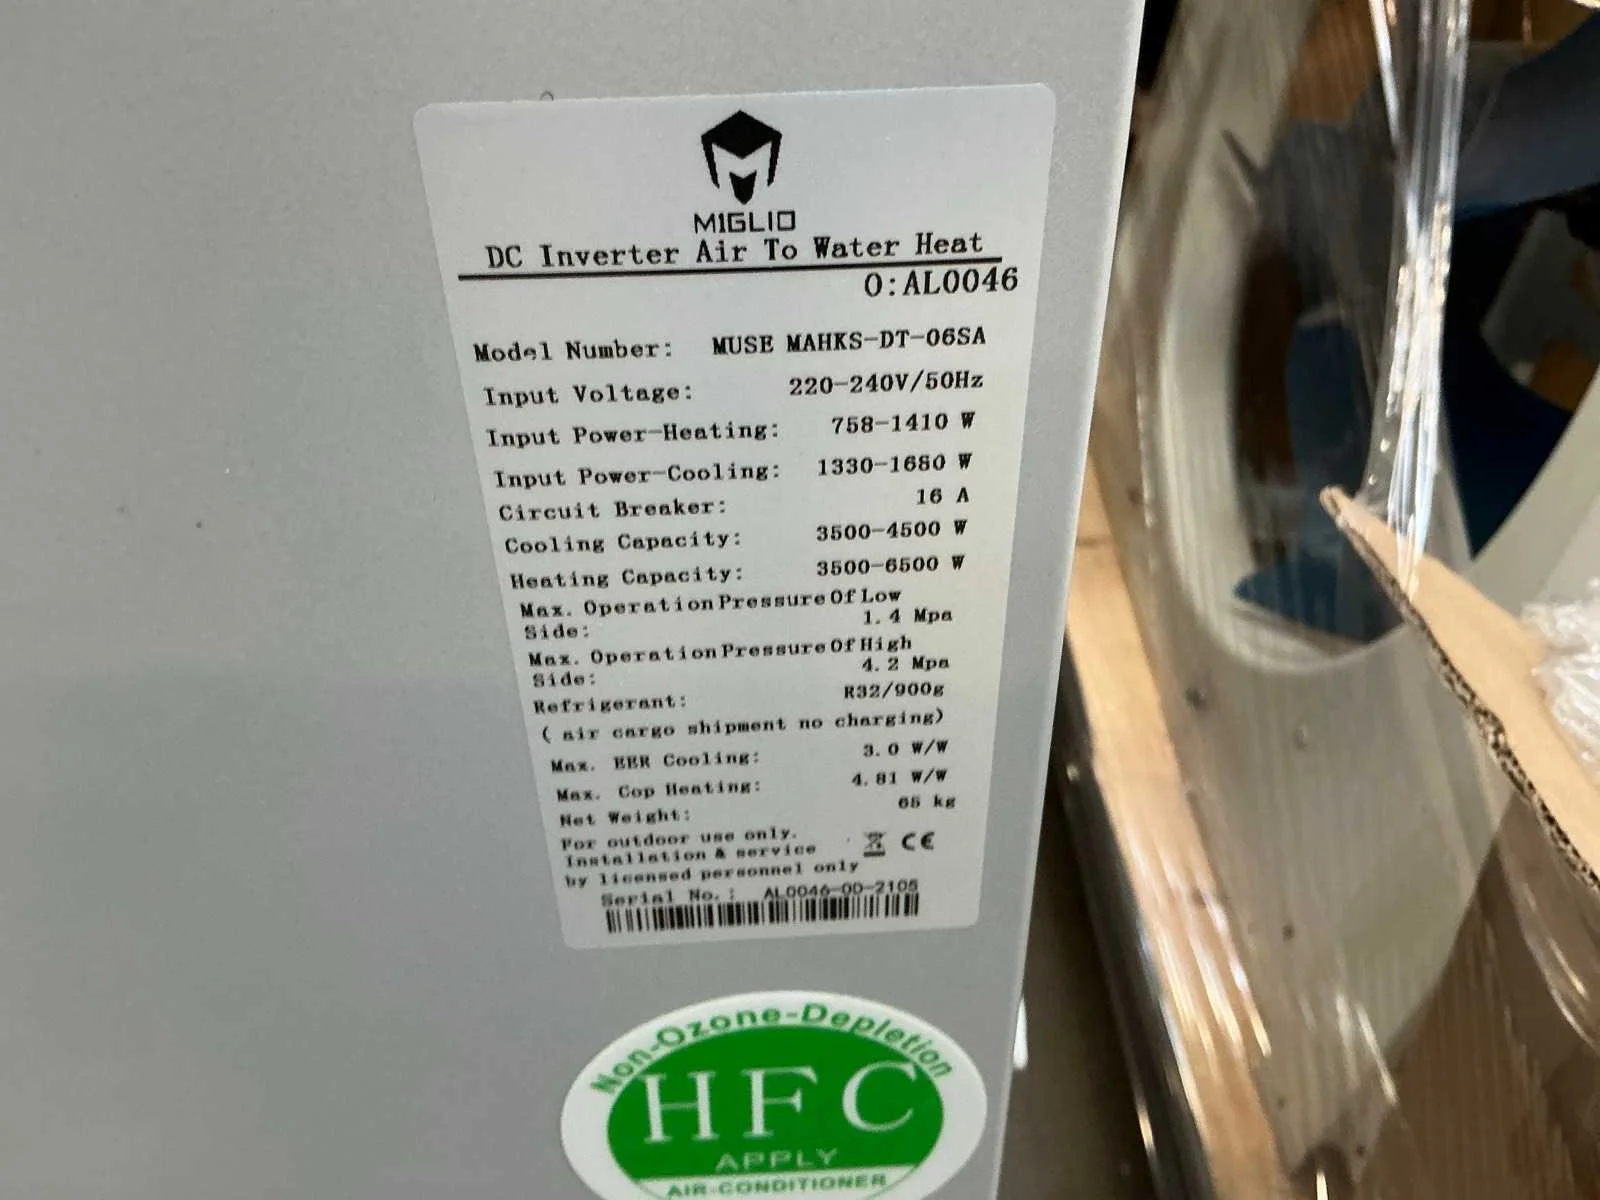 MIGLIO
DC Inverter Air To Water Heat
O:AL0046
Model Number: MUSE MAHKS-DT-06SA
Input Voltage: 220-240V/50Hz
Input Power-Heating: 758-1410 W
Input Power-Cooling: 1330-1680 W
Circuit Breaker: 16 A
Cooling Capacity: 3500-4500 W
Heating Capacity: 3500-6500 W
Max. Operation Pressure Of Low
Side: 1.4 Mpa
Max. Operation Pressure Of High
Side: 4.2 Mpa
Refrigerant: R32/900g
( air cargo shipment no charging)
Max. EER Cooling: 3.0 W/W
Max. Cop Heating: 4.81 W/W
Net Weight: 65 kg
For outdoor use only.
Installation & service CE
by licensed personnel only
Serial No.: AL0046-OD-2105
Non-Ozone-Depletion
HFC
APPLY
AIR-CONDITIONER